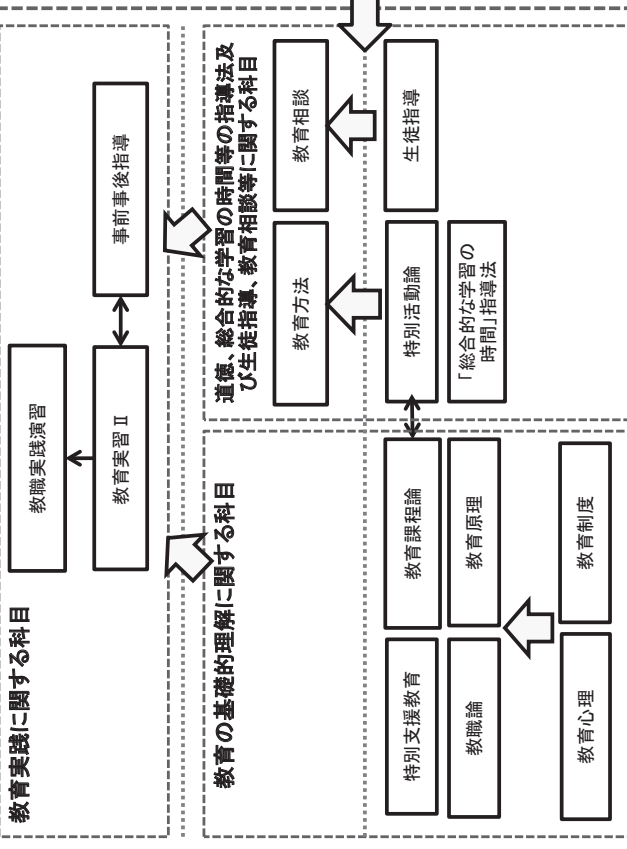 教育実践に関する科目
教職実践演習
教育実習Ⅱ
事前事後指導
教育の基礎的理解に関する科目
道徳、総合的な学習の時間等の指導法及
び生徒指導、教育相談等に関する科目
教育方法
教育相談
特別支援教育
教育課程論
特別活動論
生徒指導
教職論
教育原理
「総合的な学習の
時間」指導法
教育心理
教育制度